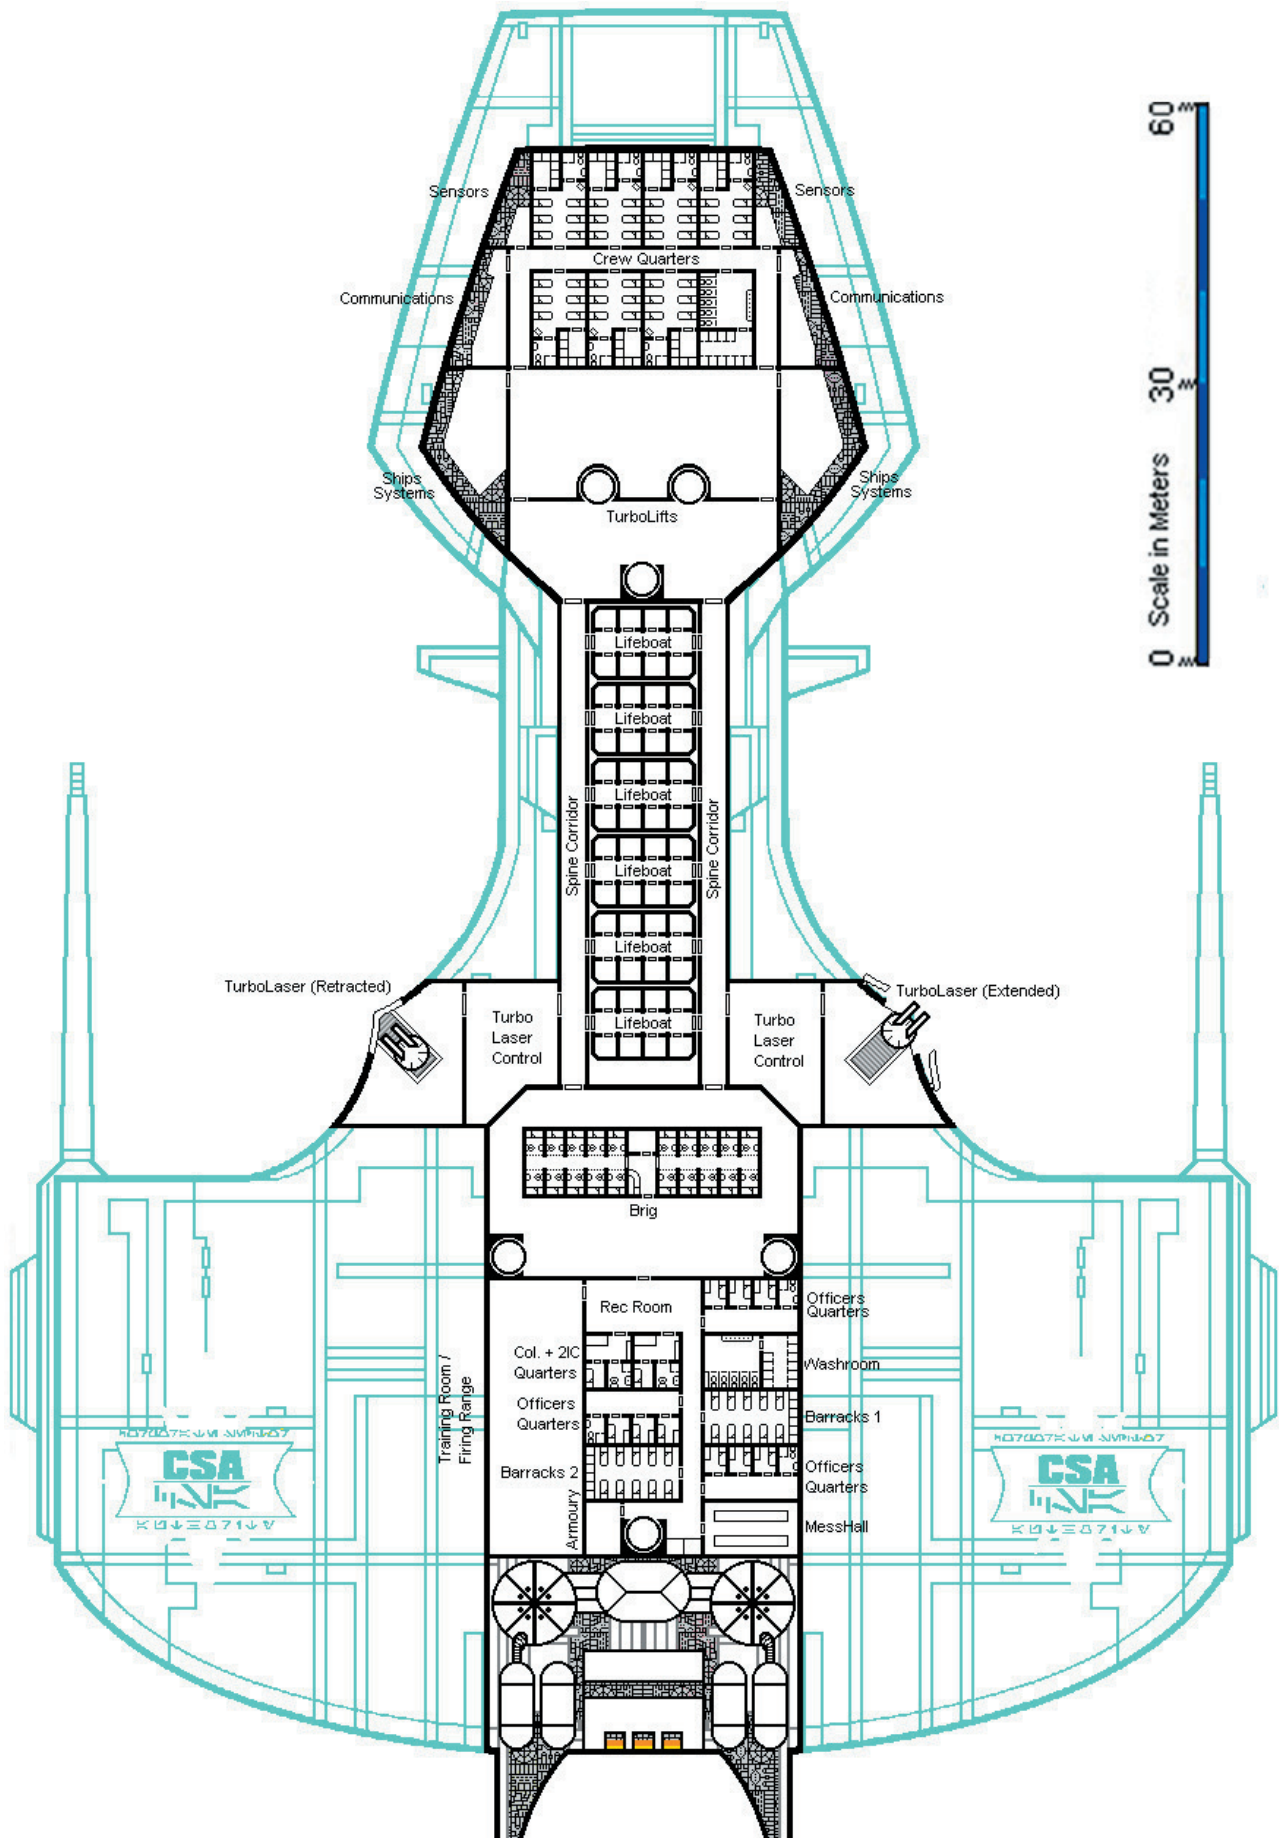 60
Sensors
Sensors
Crew Quarters
Communications
Communications
30
Scale in Meters
0
Ships
Systems
Ships
Systems
TurboLifts
Lifeboat
Lifeboat
Lifeboat
Spine Corridor
Spine Corridor
Lifeboat
Lifeboat
TurboLaser (Retracted)
TurboLaser (Extended)
Lifeboat
Turbo
Laser
Control
Turbo
Laser
Control
Brig
Rec Room
Officers
Quarters
Col. + 2IC
Quarters
Washroom
Training Room /
Firing Range
Officers
Quarters
Barracks 1
Barracks 2
Officers
Quarters
Armoury
MessHall
CSA
CSA